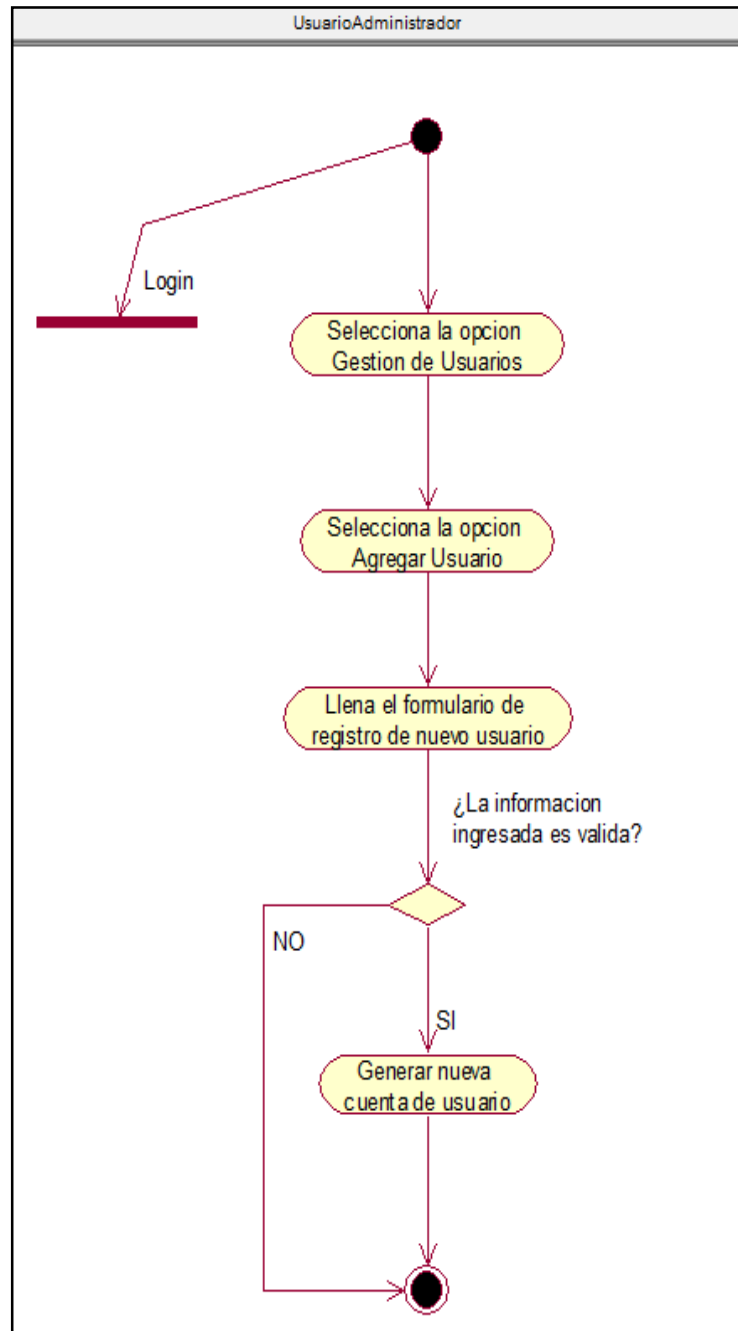 UsuarioAdministrador
Login
Selecciona la opcion
Gestion de Usuarios
Selecciona la opcion
Agregar Usuario
Llena el formulario de
registro de nuevo usuario
¿La informacion
ingresada es valida?
NO
SI
Generar nueva
cuenta de usuario